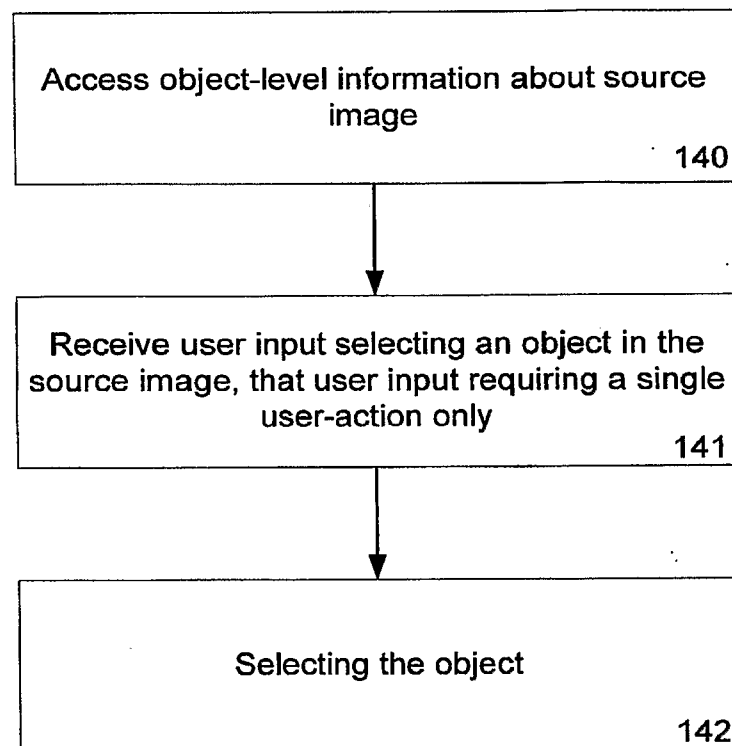 Access object-level information about source
image
140
Receive user input selecting an object in the
source image, that user input requiring a single
user-action only
141
Selecting the object
142